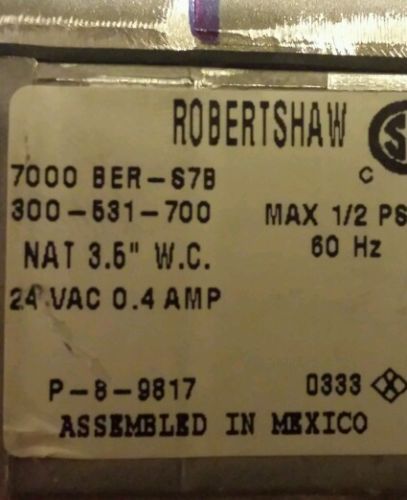 ROBERTSHAW
7000 BER-S7B C
300-531-700 MAX 1/2 PS
NAT 3.5" W.C. 60 Hz
24 VAC 0.4 AMP
P-8-9817 0333
ASSEMBLED IN MEXICO